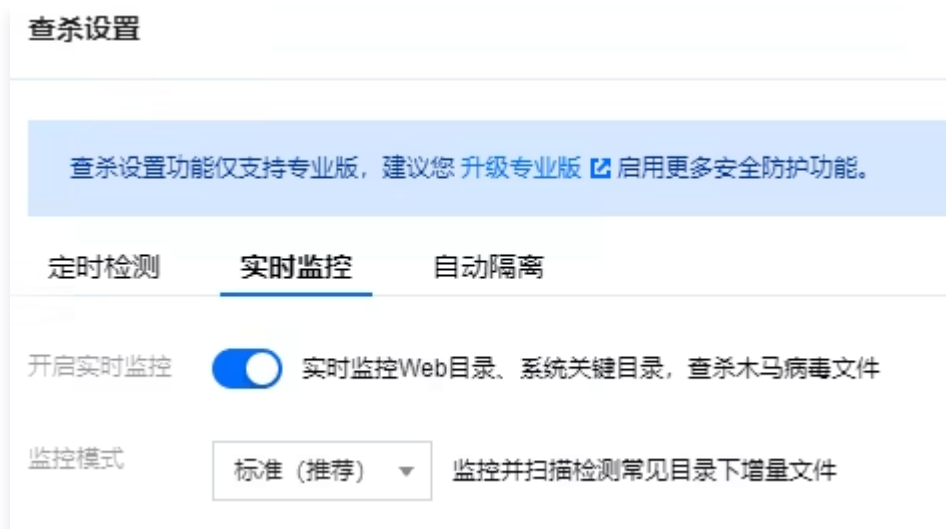 查杀设置
查杀设置功能仅支持专业版，建议您 升级专业版 启用更多安全防护功能。
定时检测 实时监控 自动隔离
开启实时监控 实时监控Web目录、系统关键目录，查杀木马病毒文件
监控模式 标准（推荐） 监控并扫描检测常见目录下增量文件